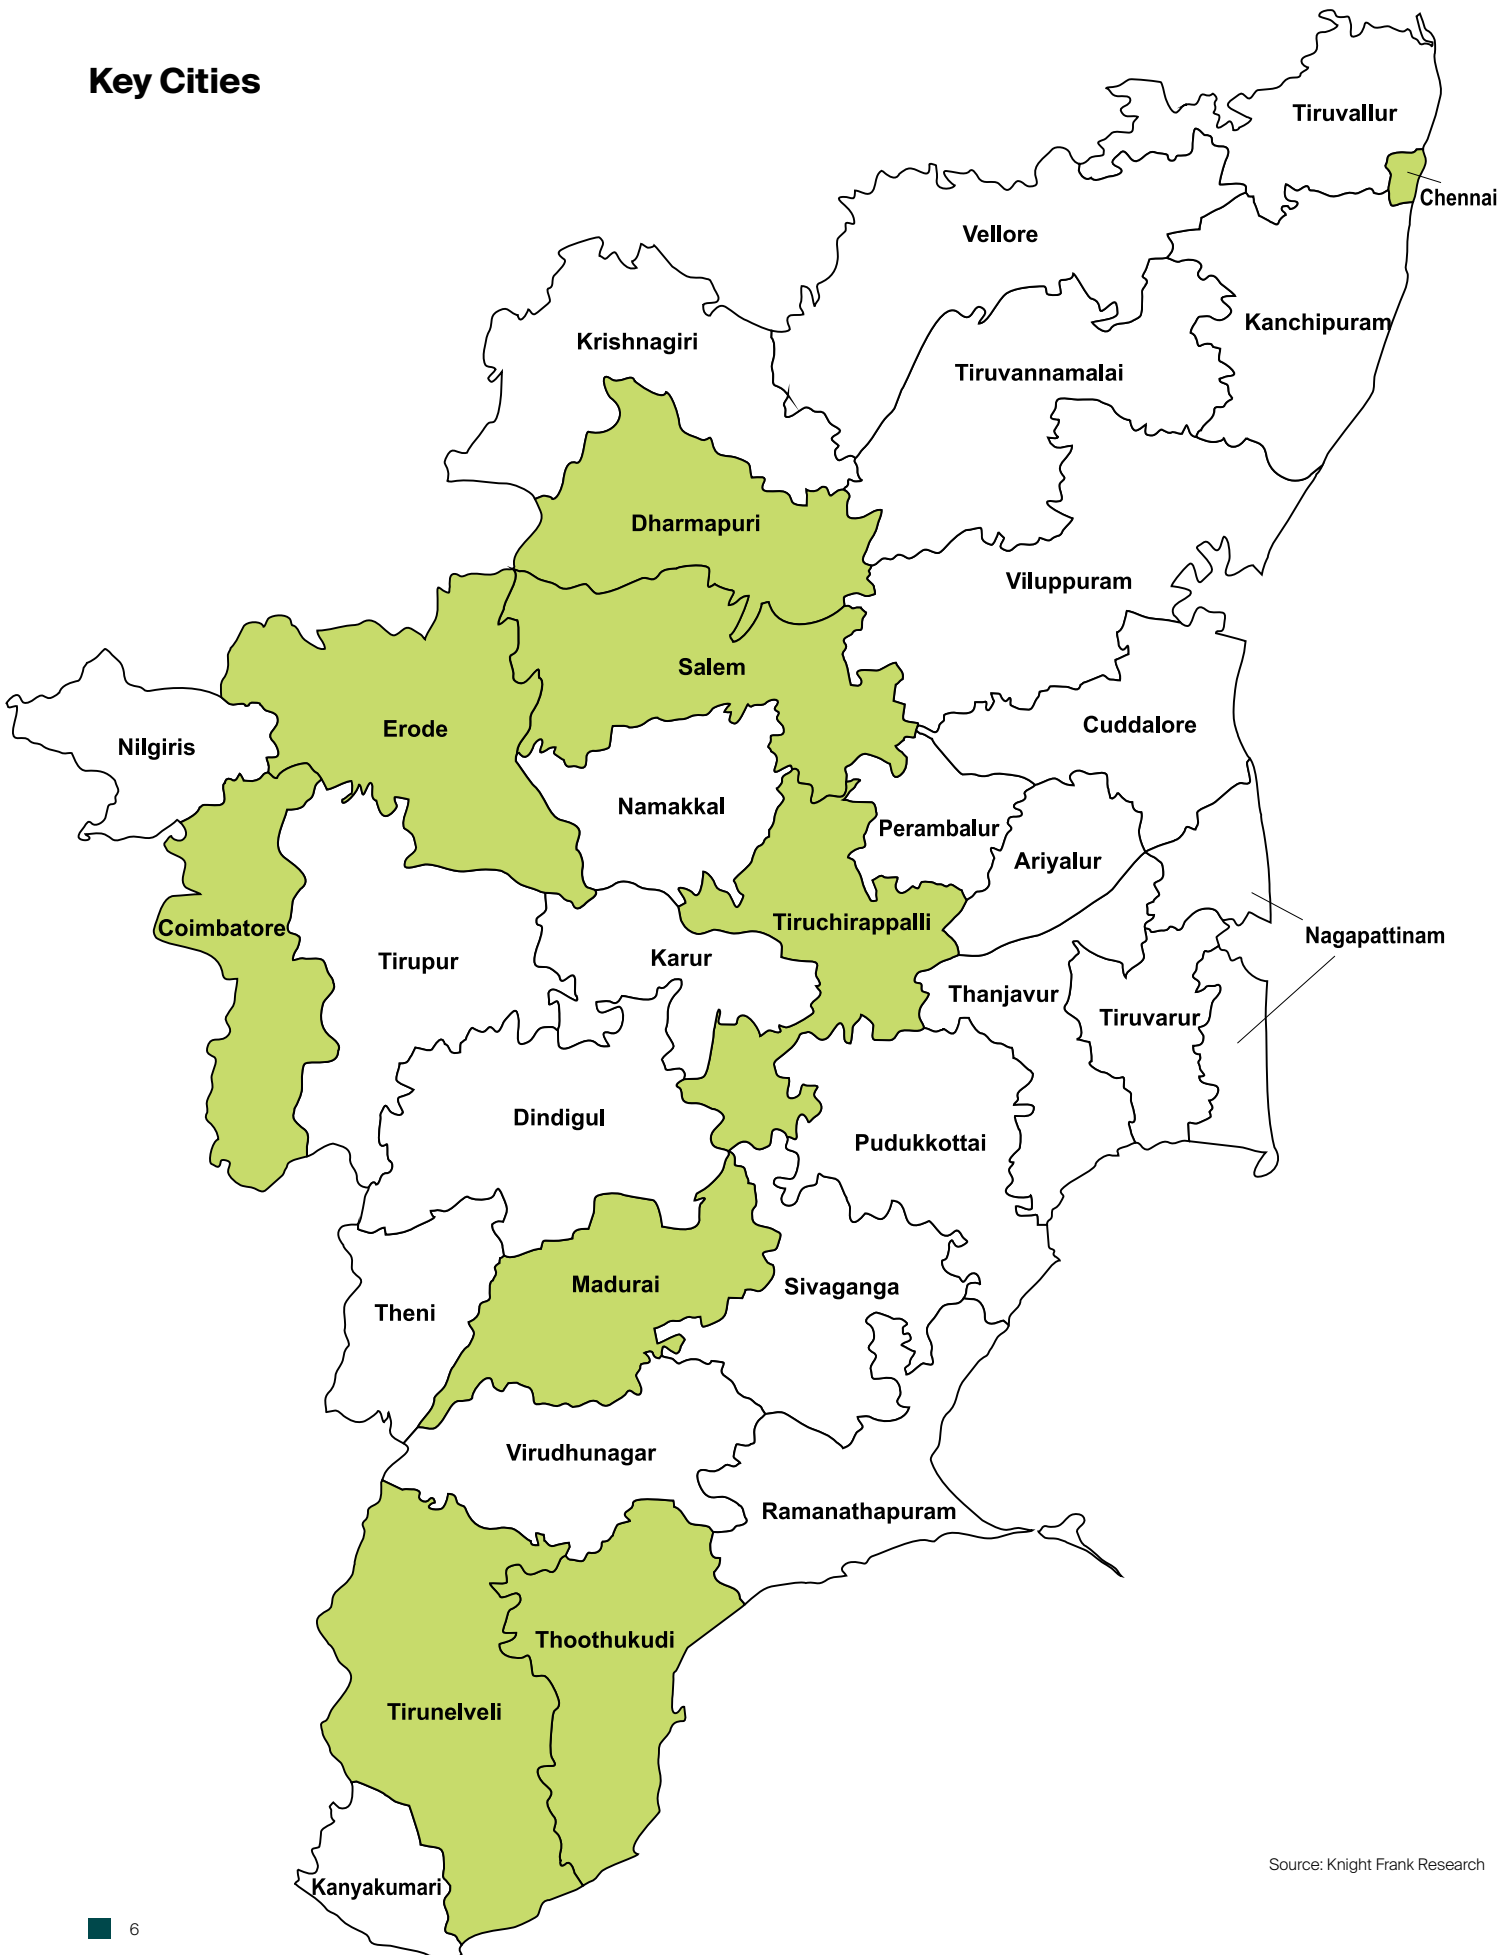 Key Cities
Tiruvallur
Chennai
Vellore
Kanchipuram
Krishnagiri
Tiruvannamalai
Dharmapuri
Viluppuram
Salem
Cuddalore
Erode
Nilgiris
Namakkal
Perambalur
Ariyalur
Tiruchirappalli
Coimbatore
Nagapattinam
Karur
Tirupur
Thanjavur
Tiruvarur
Dindigul
Pudukkottai
Madurai
Sivaganga
Theni
Virudhunagar
Ramanathapuram
Thoothukudi
Tirunelveli
Kanyakumari
Source: Knight Frank Research
6